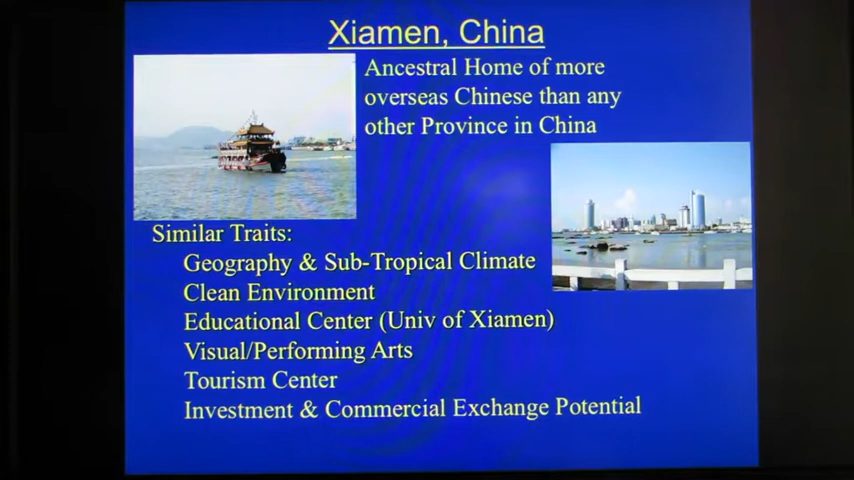 Xiamen, China
Ancestral Home of more
overseas Chinese than any
other Province in China
Similar Traits:
Geography & Sub-Tropical Climate
Clean Environment
Educational Center (Univ of Xiamen)
Visual/Performing Arts
Tourism Center
Investment & Commercial Exchange Potential